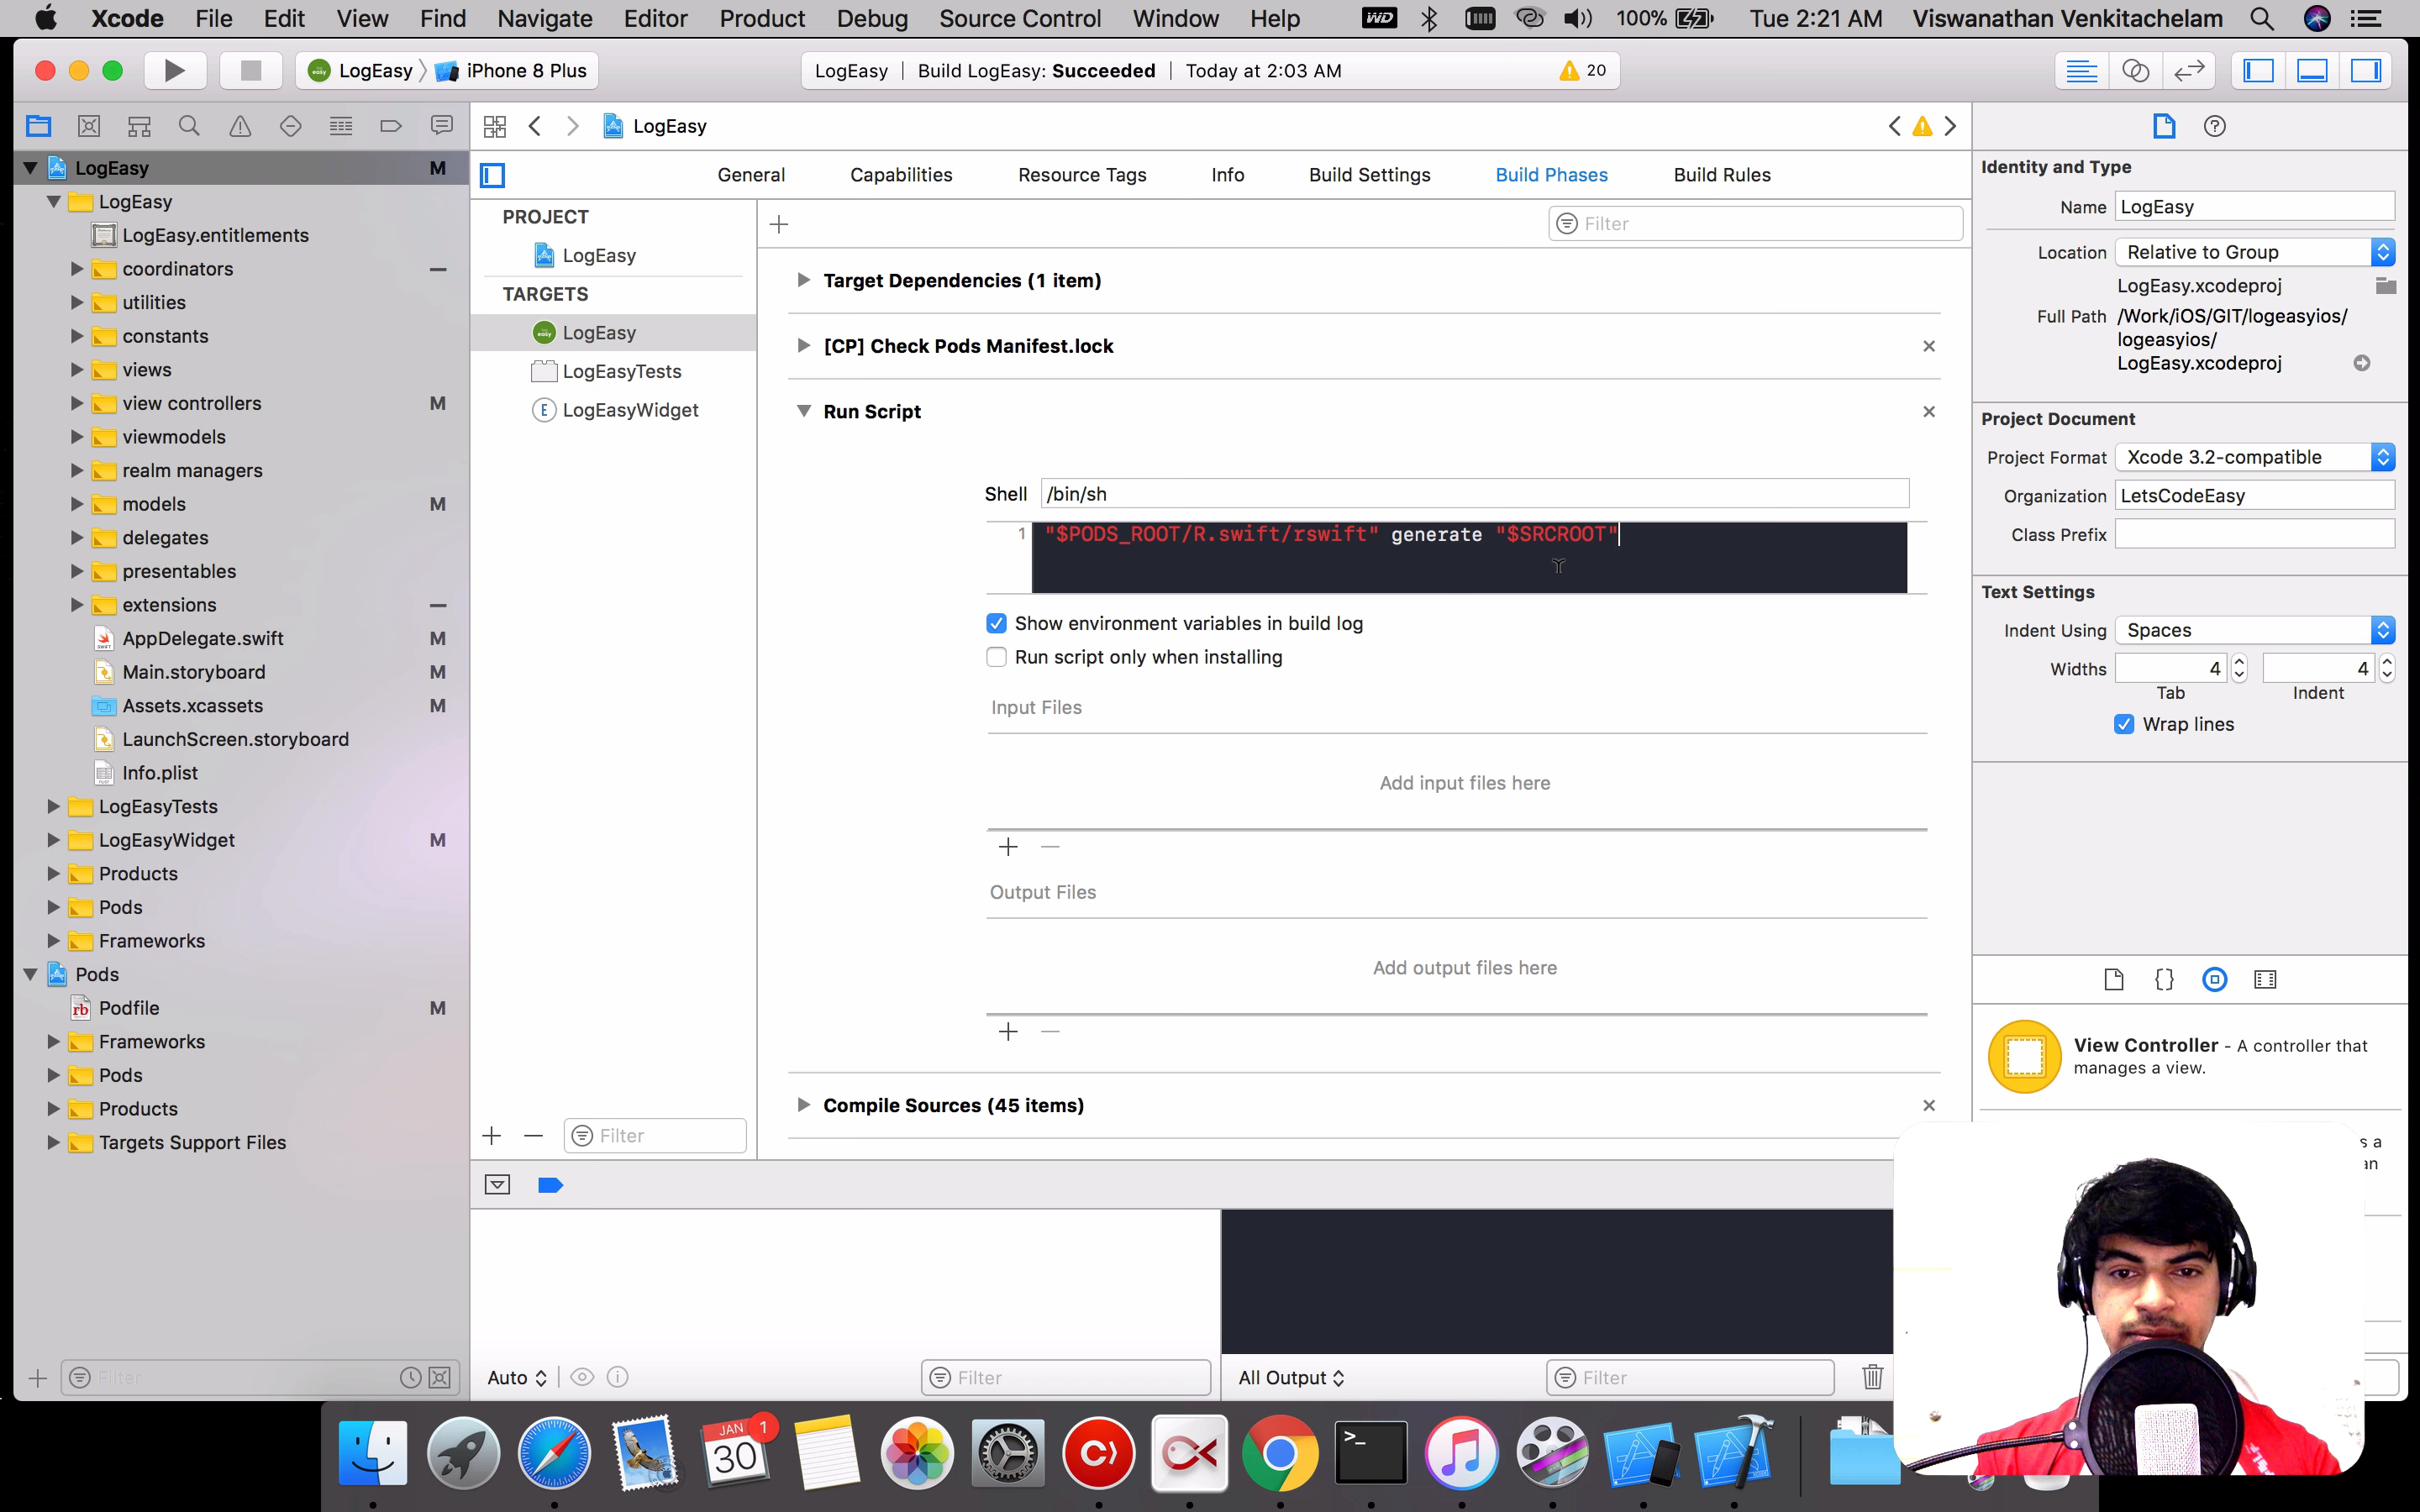 Xcode File Edit View Find Navigate Editor Product Debug Source Control Window Help WD 100% Tue 2:21 AM Viswanathan Venkitachelam
LogEasy iPhone 8 Plus
LogEasy Build LogEasy: Succeeded Today at 2:03 AM 20
LogEasy M
LogEasy
LogEasy.entitlements
coordinators
utilities
constants
views
view controllers M
viewmodels
realm managers
models M
delegates
presentables
extensions
AppDelegate.swift M
Main.storyboard M
Assets.xcassets M
LaunchScreen.storyboard
Info.plist
LogEasyTests
LogEasyWidget M
Products
Pods
Frameworks
Pods
Podfile M
Frameworks
Pods
Products
Targets Support Files
Filter
LogEasy
General Capabilities Resource Tags Info Build Settings Build Phases Build Rules
PROJECT
LogEasy
TARGETS
LogEasy
LogEasyTests
E LogEasyWidget
Filter
Filter
Target Dependencies (1 item)
[CP] Check Pods Manifest.lock
Run Script
Shell /bin/sh
1 "$PODS_ROOT/R.swift/rswift" generate "$SRCROOT"
Show environment variables in build log
Run script only when installing
Input Files
Add input files here
Output Files
Add output files here
Compile Sources (45 items)
Auto
Filter
All Output
Filter
Identity and Type
Name LogEasy
Location Relative to Group
LogEasy.xcodeproj
Full Path /Work/iOS/GIT/logeasyios/
logeasyios/
LogEasy.xcodeproj
Project Document
Project Format Xcode 3.2-compatible
Organization LetsCodeEasy
Class Prefix
Text Settings
Indent Using Spaces
Widths 4 4
Tab Indent
Wrap lines
{}
View Controller - A controller that
manages a view.
s a
JAN 1
30